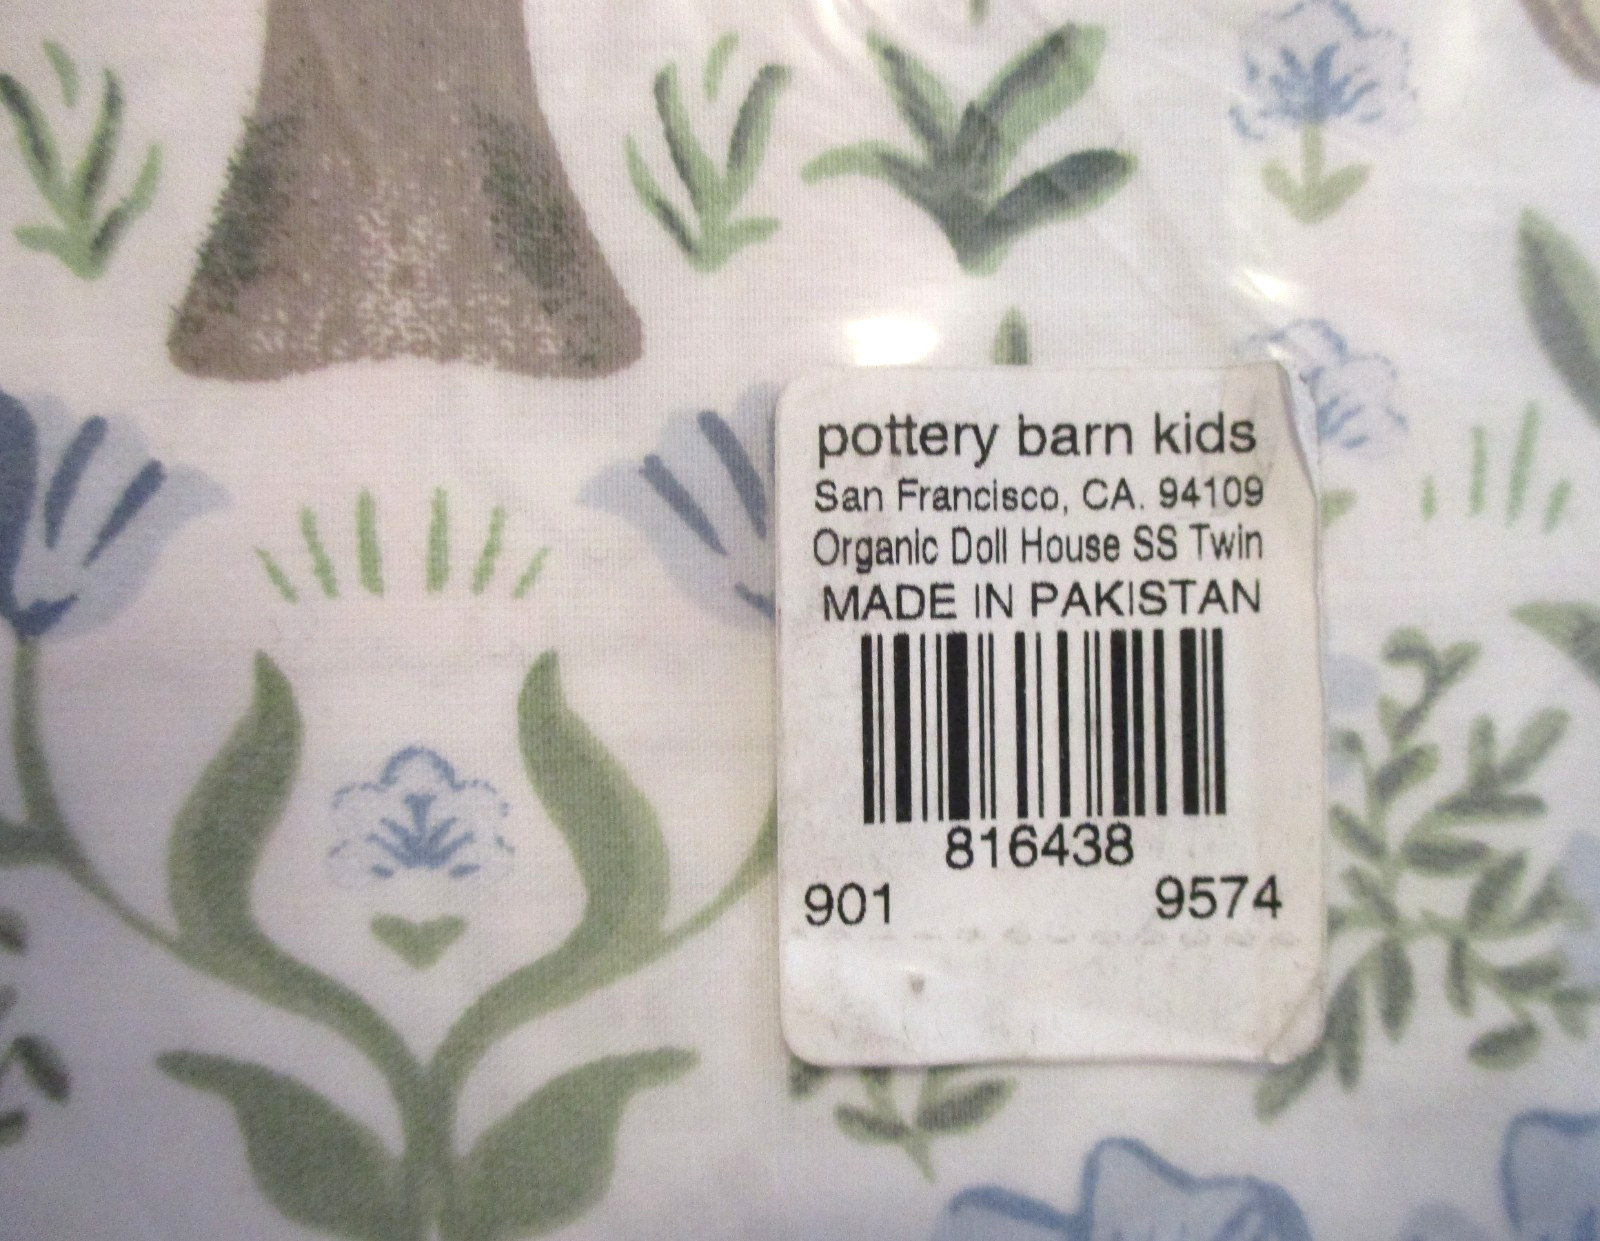 pottery barn kids
San Francisco, CA. 94109
Organic Doll House SS Twin
MADE IN PAKISTAN
816438
901 9574